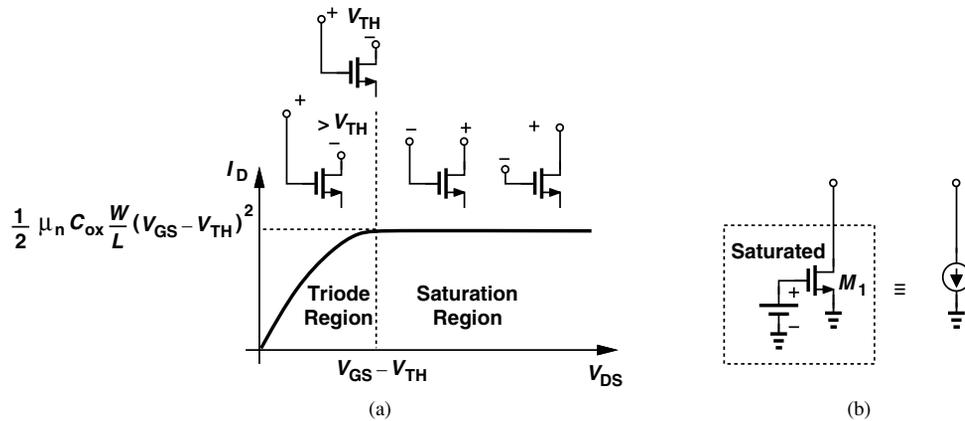 + V_TH −
+
> V_TH
−
− +
+
−
I_D
1/2 μ_n C_ox W/L (V_GS − V_TH)^2
Triode
Region
Saturation
Region
V_GS − V_TH
V_DS
(a)
Saturated
+
−
M_1
≡
(b)